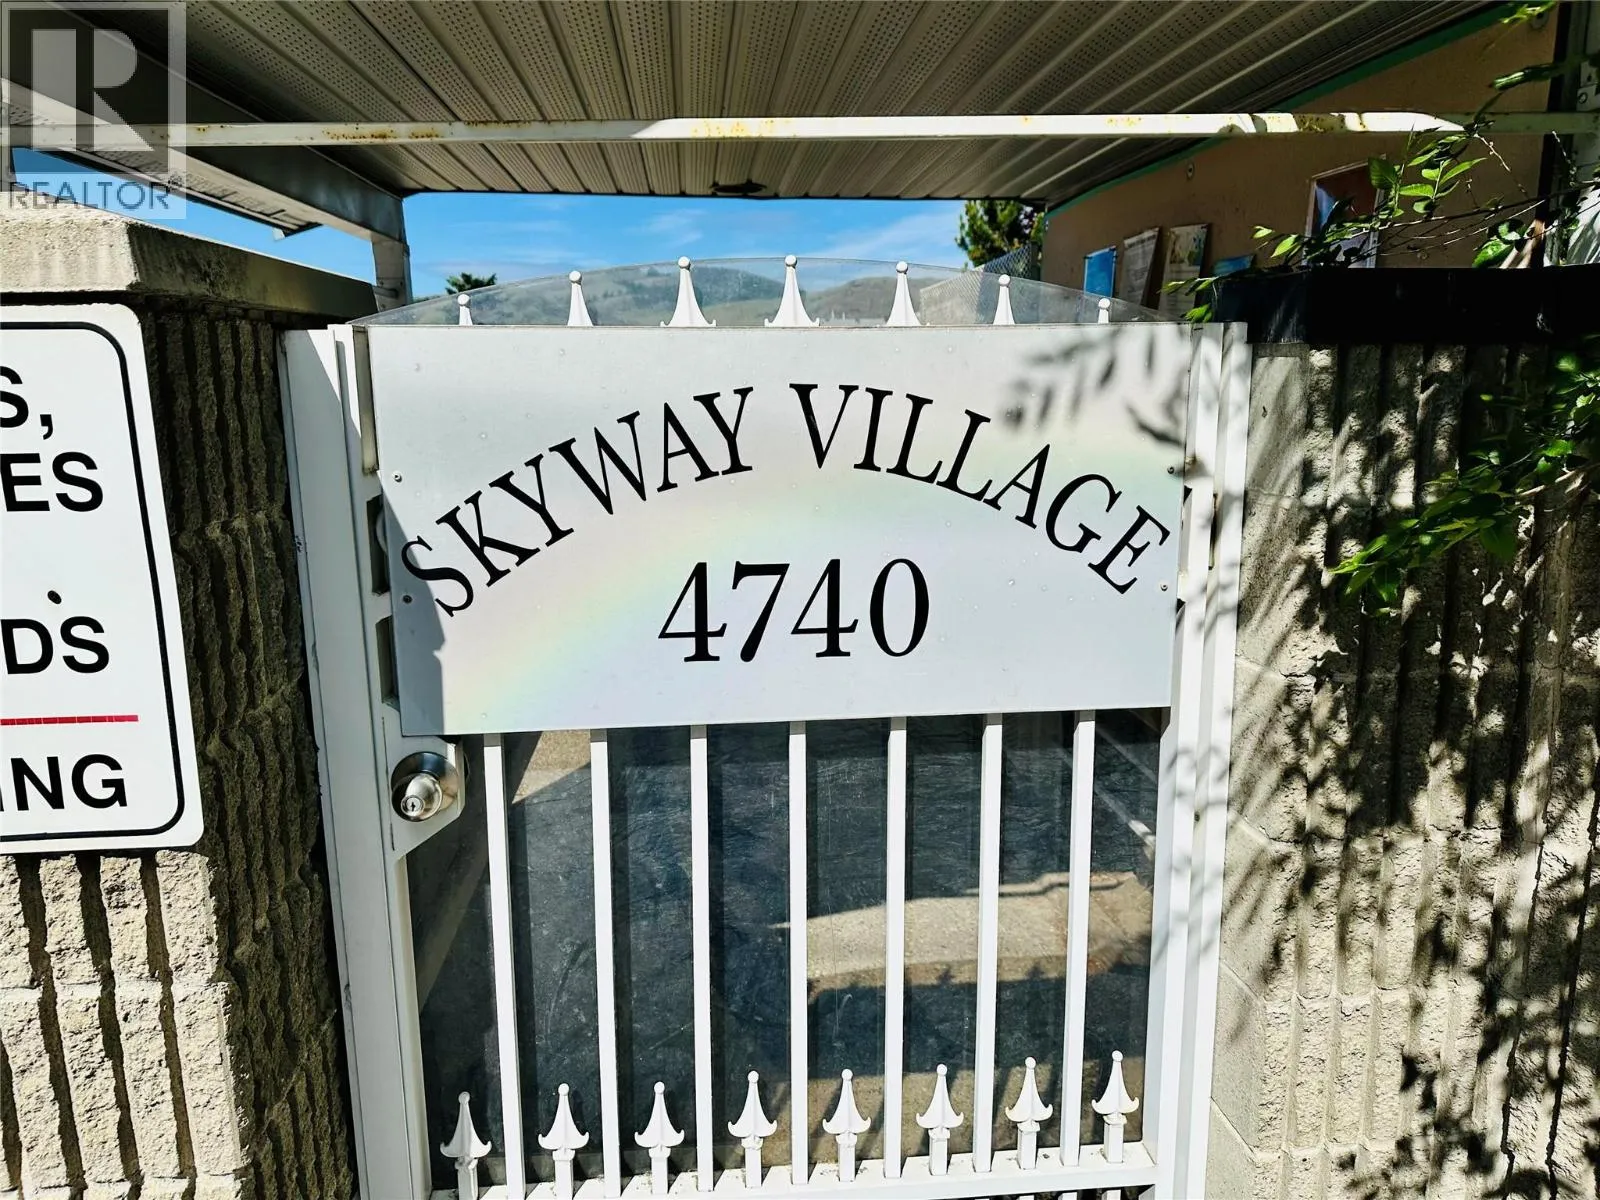 R
REALTOR
SKYWAY VILLAGE
4740
S,
ES
DS
ING